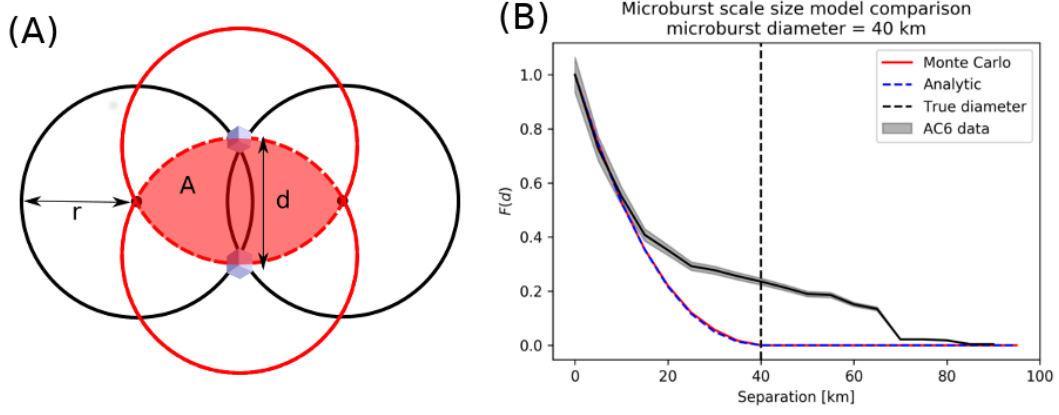 (A)
A
r
d
(B)
Microburst scale size model comparison
microburst diameter = 40 km
Monte Carlo
Analytic
True diameter
AC6 data
F(d)
1.0
0.8
0.6
0.4
0.2
0.0
0 20 40 60 80 100
Separation [km]